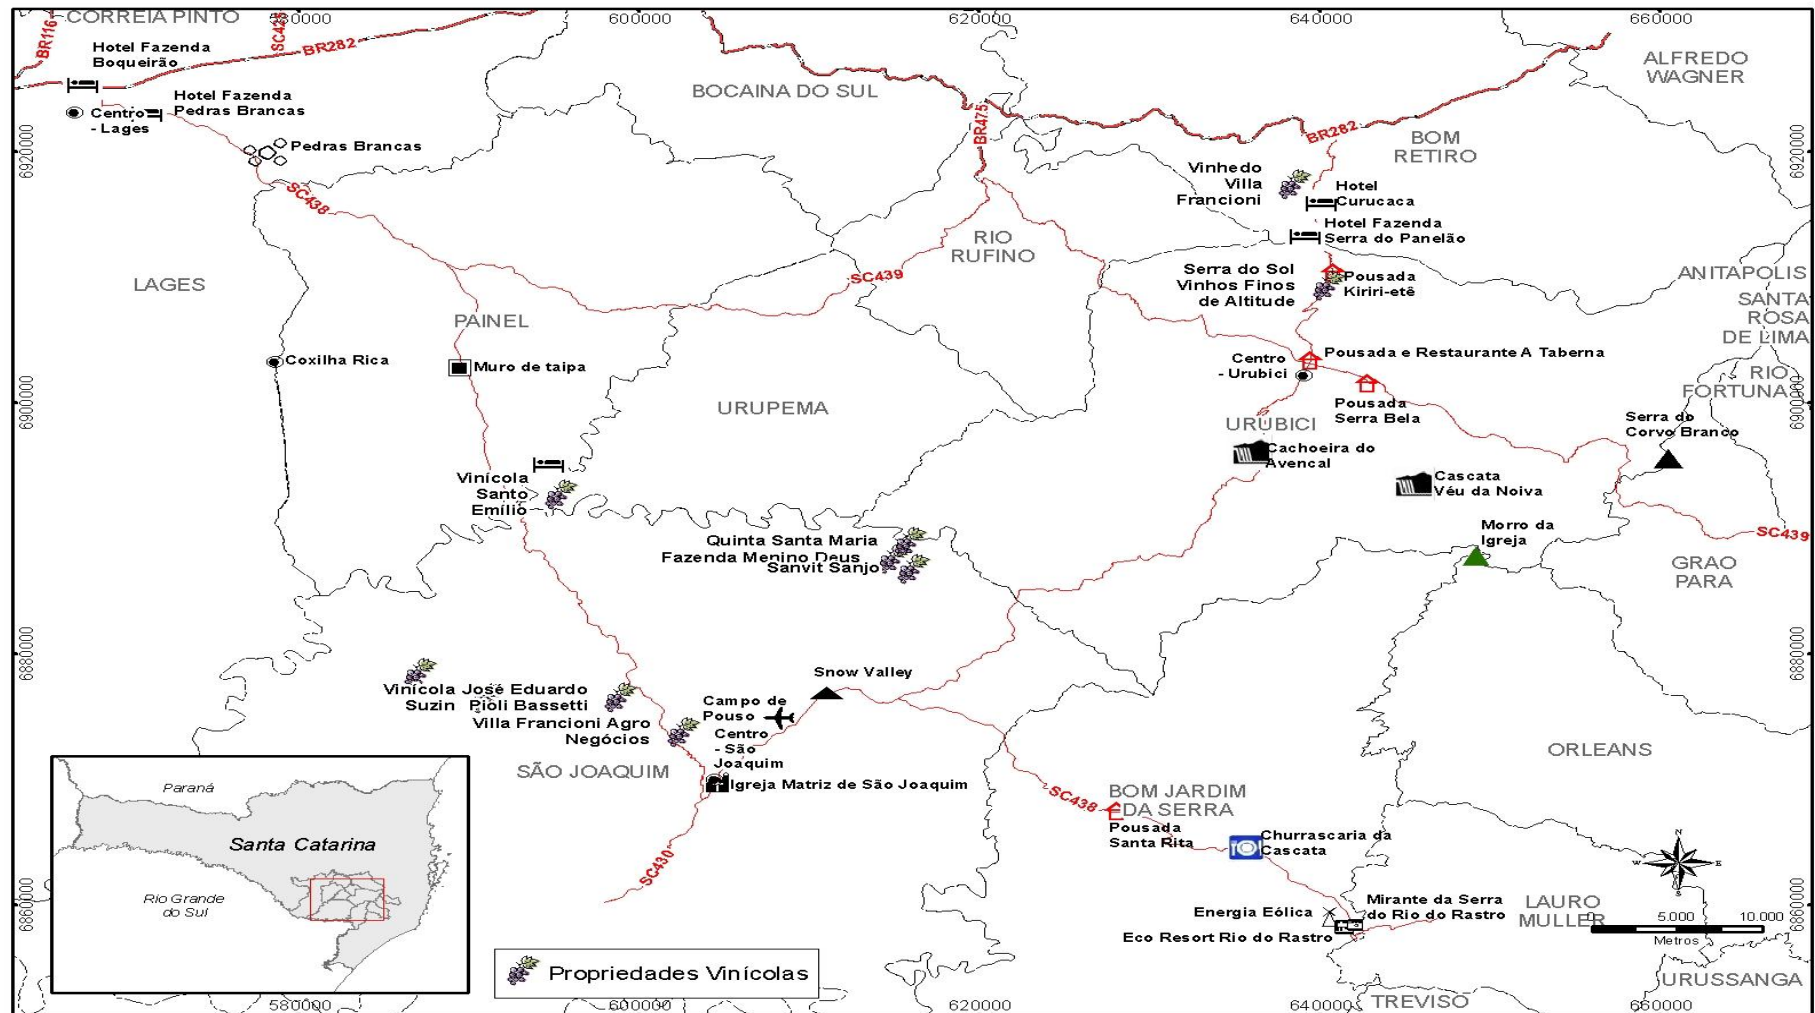 580000
600000
620000
640000
660000
CORREIA PINTO
BR116
SC425
BR282
Hotel Fazenda
Boqueirão
Hotel Fazenda
Pedras Brancas
Centro
- Lages
Pedras Brancas
SC438
BOCAINA DO SUL
BR475
BR282
ALFREDO
WAGNER
BOM
RETIRO
6920000
6920000
Vinhedo
Villa
Francioni
Hotel
Curucaca
Hotel Fazenda
Serra do Panelão
RIO
RUFINO
SC439
LAGES
Serra do Sol
Vinhos Finos
de Altitude
Pousada
Kiriri-etê
ANITAPOLIS
SANTA
ROSA
DE LIMA
PAINEL
Coxilha Rica
Muro de taipa
Centro
- Urubici
Pousada e Restaurante A Taberna
RIO
FORTUNA
6900000
6900000
URUPEMA
Pousada
Serra Bela
URUBICI
Serra do
Corvo Branco
Cachoeira do
Avencal
Cascata
Véu da Noiva
Vinícola
Santo
Emílio
Quinta Santa Maria
Fazenda Menino Deus
Sanvit Sanjo
Morro da
Igreja
SC439
GRAO
PARA
6880000
6880000
Snow Valley
Vinícola José Eduardo
Suzin Pioli Bassetti
Villa Francioni Agro
Negócios
Campo de
Pouso
Centro
- São
Joaquim
SÃO JOAQUIM
Igreja Matriz de São Joaquim
ORLEANS
SC438
BOM JARDIM
DA SERRA
Pousada
Santa Rita
Churrascaria da
Cascata
SC430
Paraná
Santa Catarina
Rio Grande
do Sul
N
W
E
S
6860000
6860000
Energia Eólica
Mirante da Serra
do Rio do Rastro
Eco Resort Rio do Rastro
LAURO
MULLER
0
5.000
10.000
Metros
Propriedades Vinícolas
URUSSANGA
TREVISO
580000
600000
620000
640000
660000